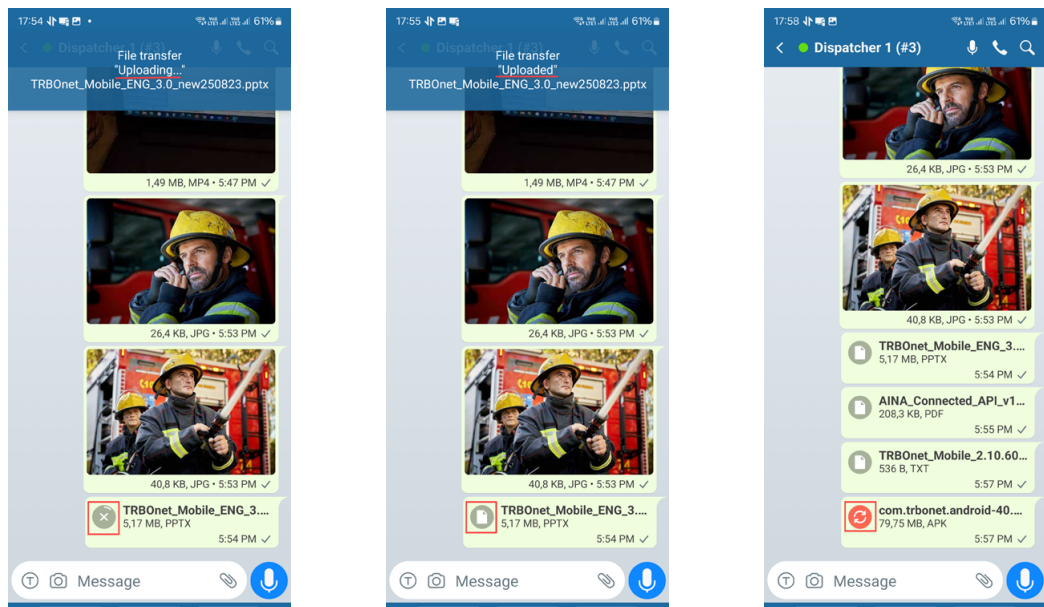 17:54
61%
Dispatcher 1 (#3)
File transfer
"Uploading..."
TRBOnet_Mobile_ENG_3.0_new250823.pptx
1,49 MB, MP4 • 5:47 PM
26,4 KB, JPG • 5:53 PM
40,8 KB, JPG • 5:53 PM
TRBOnet_Mobile_ENG_3....
5,17 MB, PPTX
5:54 PM
Message
17:55
61%
Dispatcher 1 (#3)
File transfer
"Uploaded"
TRBOnet_Mobile_ENG_3.0_new250823.pptx
1,49 MB, MP4 • 5:47 PM
26,4 KB, JPG • 5:53 PM
40,8 KB, JPG • 5:53 PM
TRBOnet_Mobile_ENG_3....
5,17 MB, PPTX
5:54 PM
Message
17:58
61%
Dispatcher 1 (#3)
26,4 KB, JPG • 5:53 PM
40,8 KB, JPG • 5:53 PM
TRBOnet_Mobile_ENG_3....
5,17 MB, PPTX
5:54 PM
AINA_Connected_API_v1...
208,3 KB, PDF
5:55 PM
TRBOnet_Mobile_2.10.60...
536 B, TXT
5:57 PM
com.trbonet.android-40....
79,75 MB, APK
5:57 PM
Message